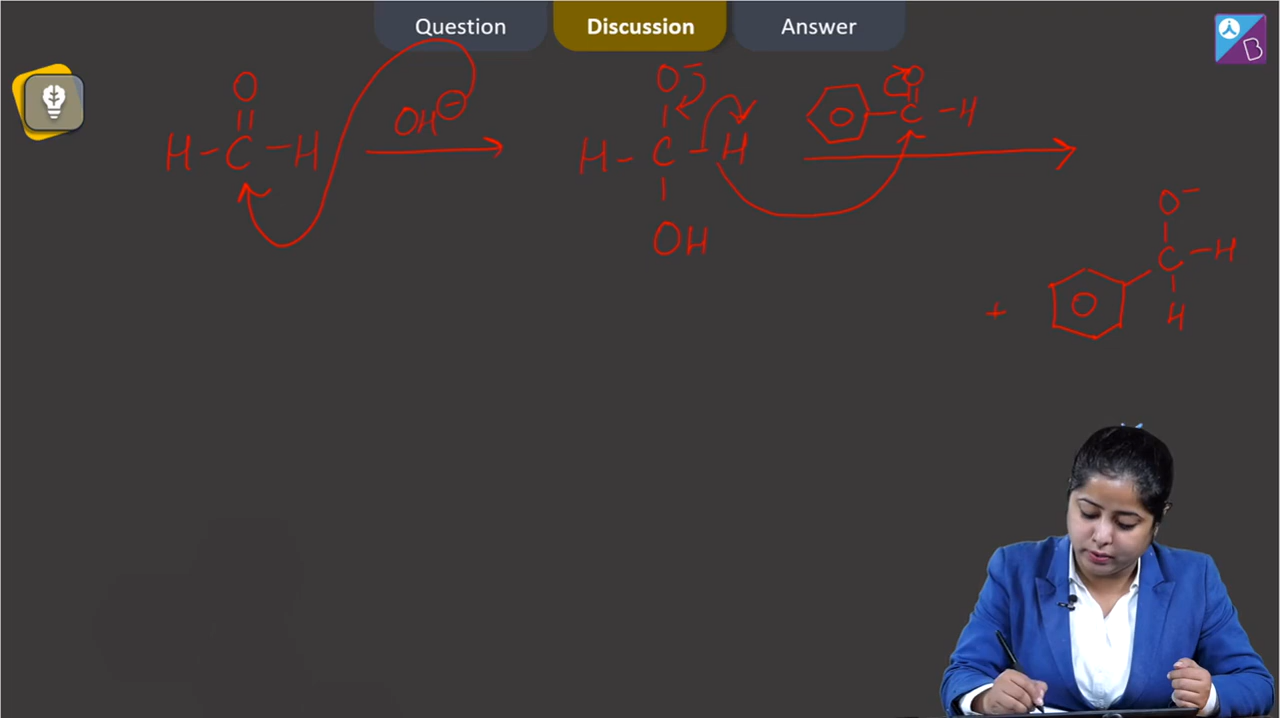 Question
Discussion
Answer
O
||
H-C-H
OH⊖
O-
|
H-C-H
|
OH
O
||
-C-H
+
O-
|
C-H
|
H
B